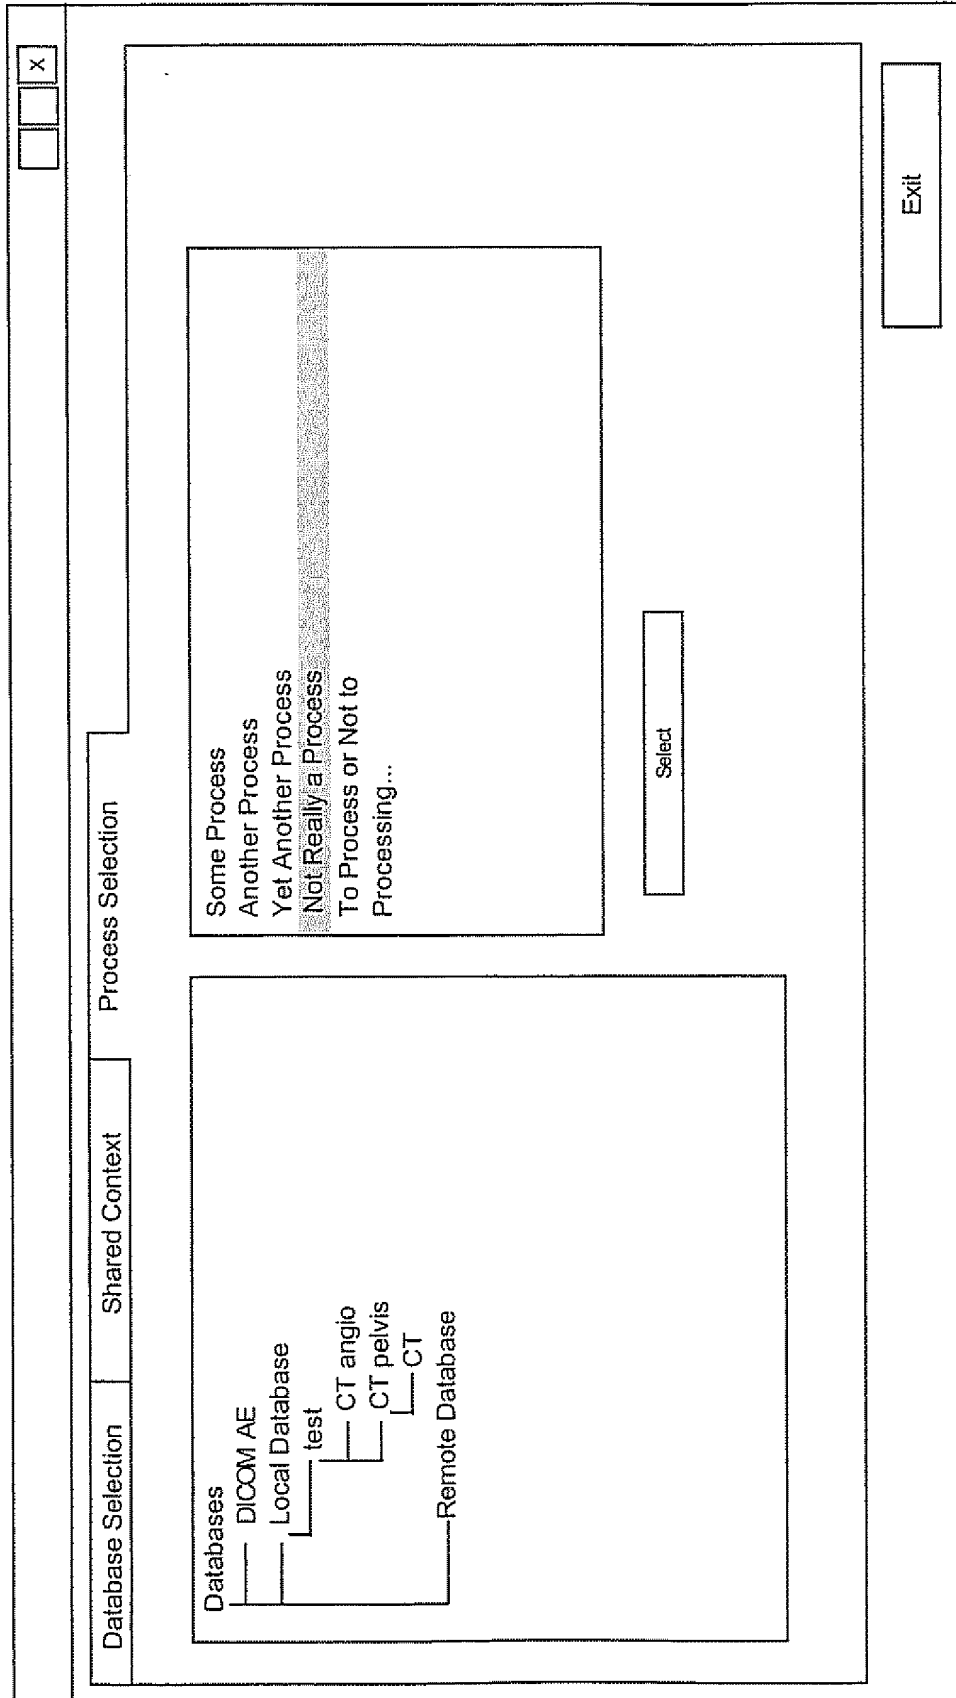 X
Database Selection
Shared Context
Process Selection
Databases
DICOM AE
Local Database
test
CT angio
CT pelvis
CT
Remote Database
Some Process
Another Process
Yet Another Process
Not Really a Process
To Process or Not to
Processing...
Select
Exit